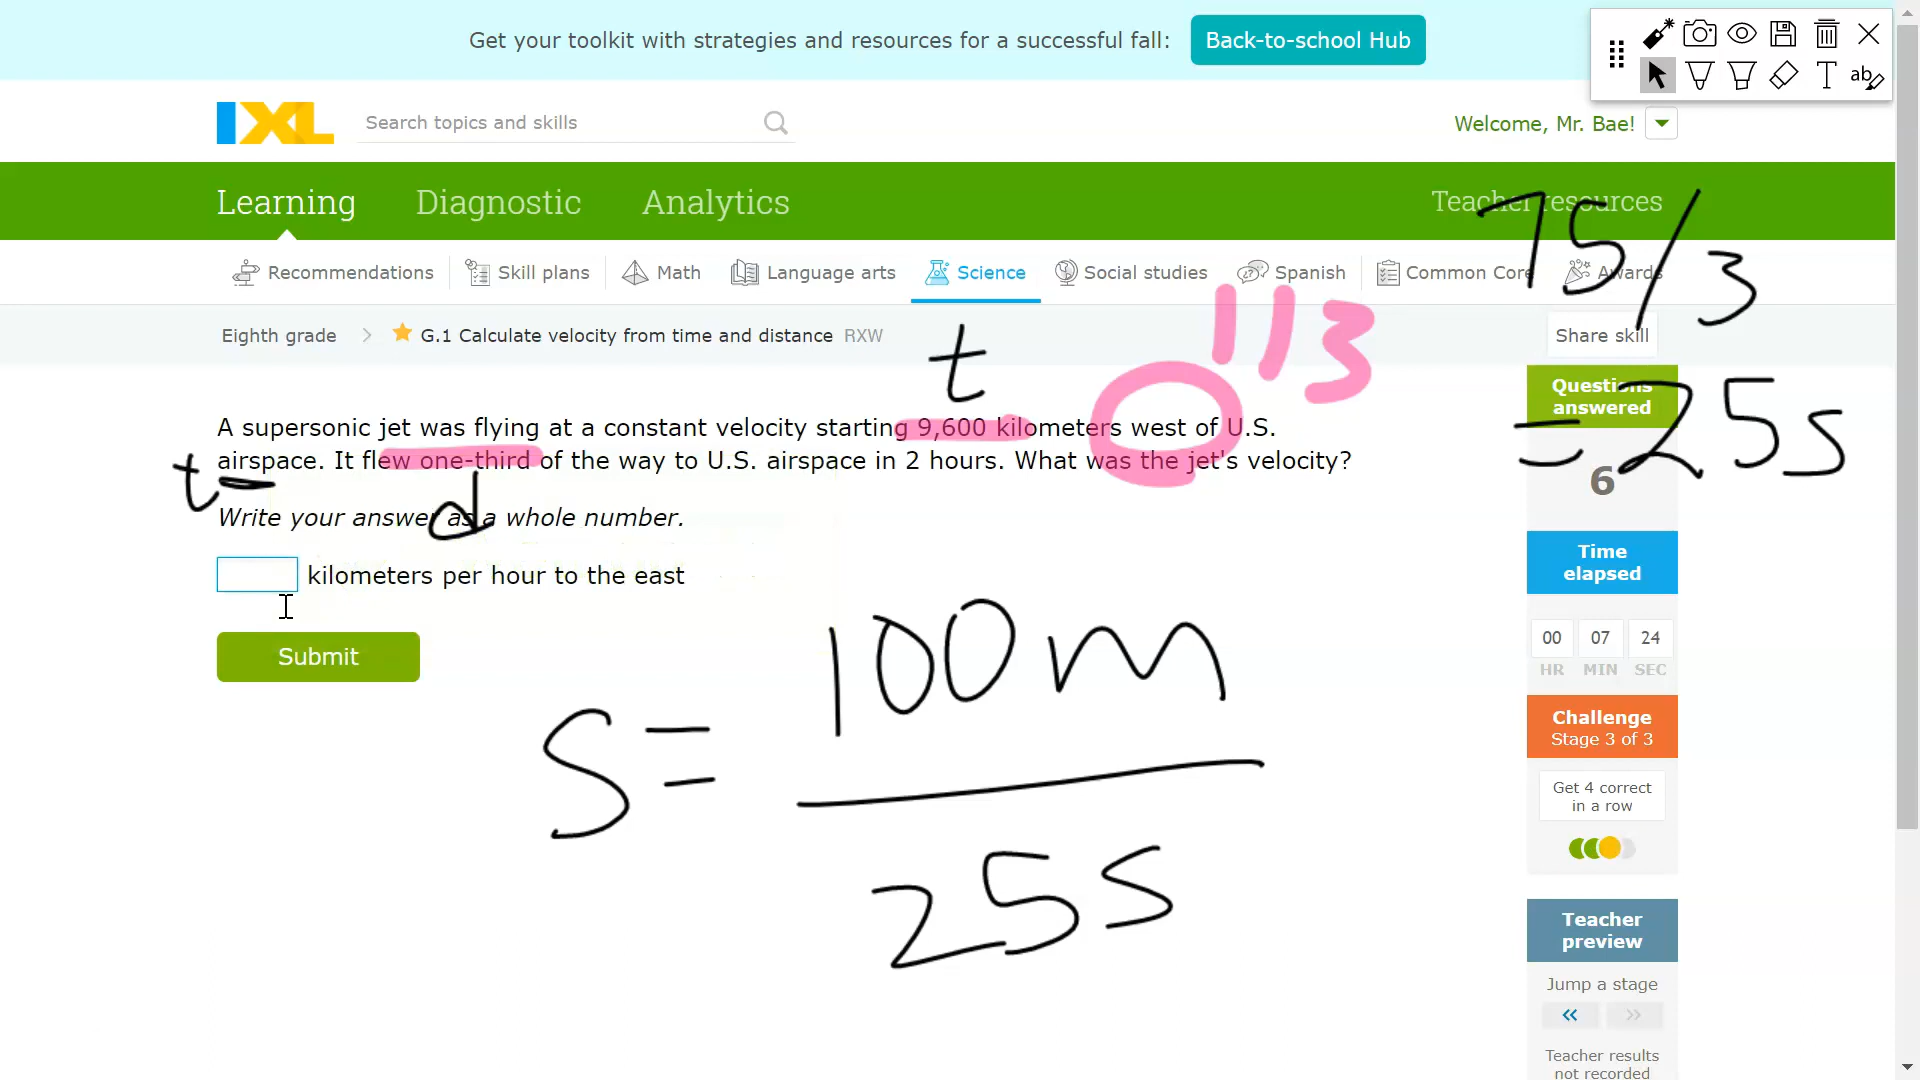 Get your toolkit with strategies and resources for a successful fall: Back-to-school Hub
IXL Search topics and skills Welcome, Mr. Bae!
Learning Diagnostic Analytics Teacher resources
Recommendations Skill plans Math Language arts Science Social studies Spanish Common Core Awards
Eighth grade > G.1 Calculate velocity from time and distance RXW Share skill
75/3
= 25s
t
113
A supersonic jet was flying at a constant velocity starting 9,600 kilometers west of U.S.
airspace. It flew one-third of the way to U.S. airspace in 2 hours. What was the jet's velocity?
t
d
Write your answer as a whole number.
kilometers per hour to the east
Submit
S = 100m
25s
Questions
answered
6
Time
elapsed
00 07 24
HR MIN SEC
Challenge
Stage 3 of 3
Get 4 correct
in a row
Teacher
preview
Jump a stage
« »
Teacher results
not recorded
T ab